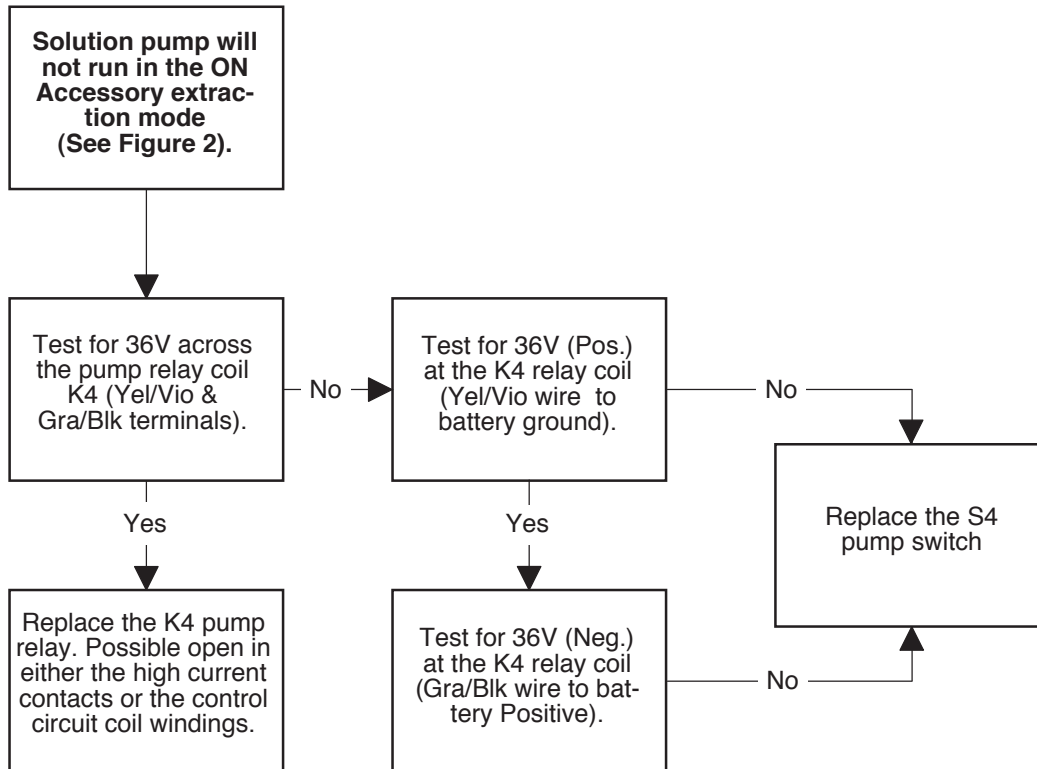 Solution pump will
not run in the ON
Accessory extrac-
tion mode
(See Figure 2).
Test for 36V across
the pump relay coil
K4 (Yel/Vio &
Gra/Blk terminals).
No
Test for 36V (Pos.)
at the K4 relay coil
(Yel/Vio wire to
battery ground).
No
Yes
Yes
Replace the S4
pump switch
Replace the K4 pump
relay. Possible open in
either the high current
contacts or the control
circuit coil windings.
Test for 36V (Neg.)
at the K4 relay coil
(Gra/Blk wire to bat-
tery Positive).
No